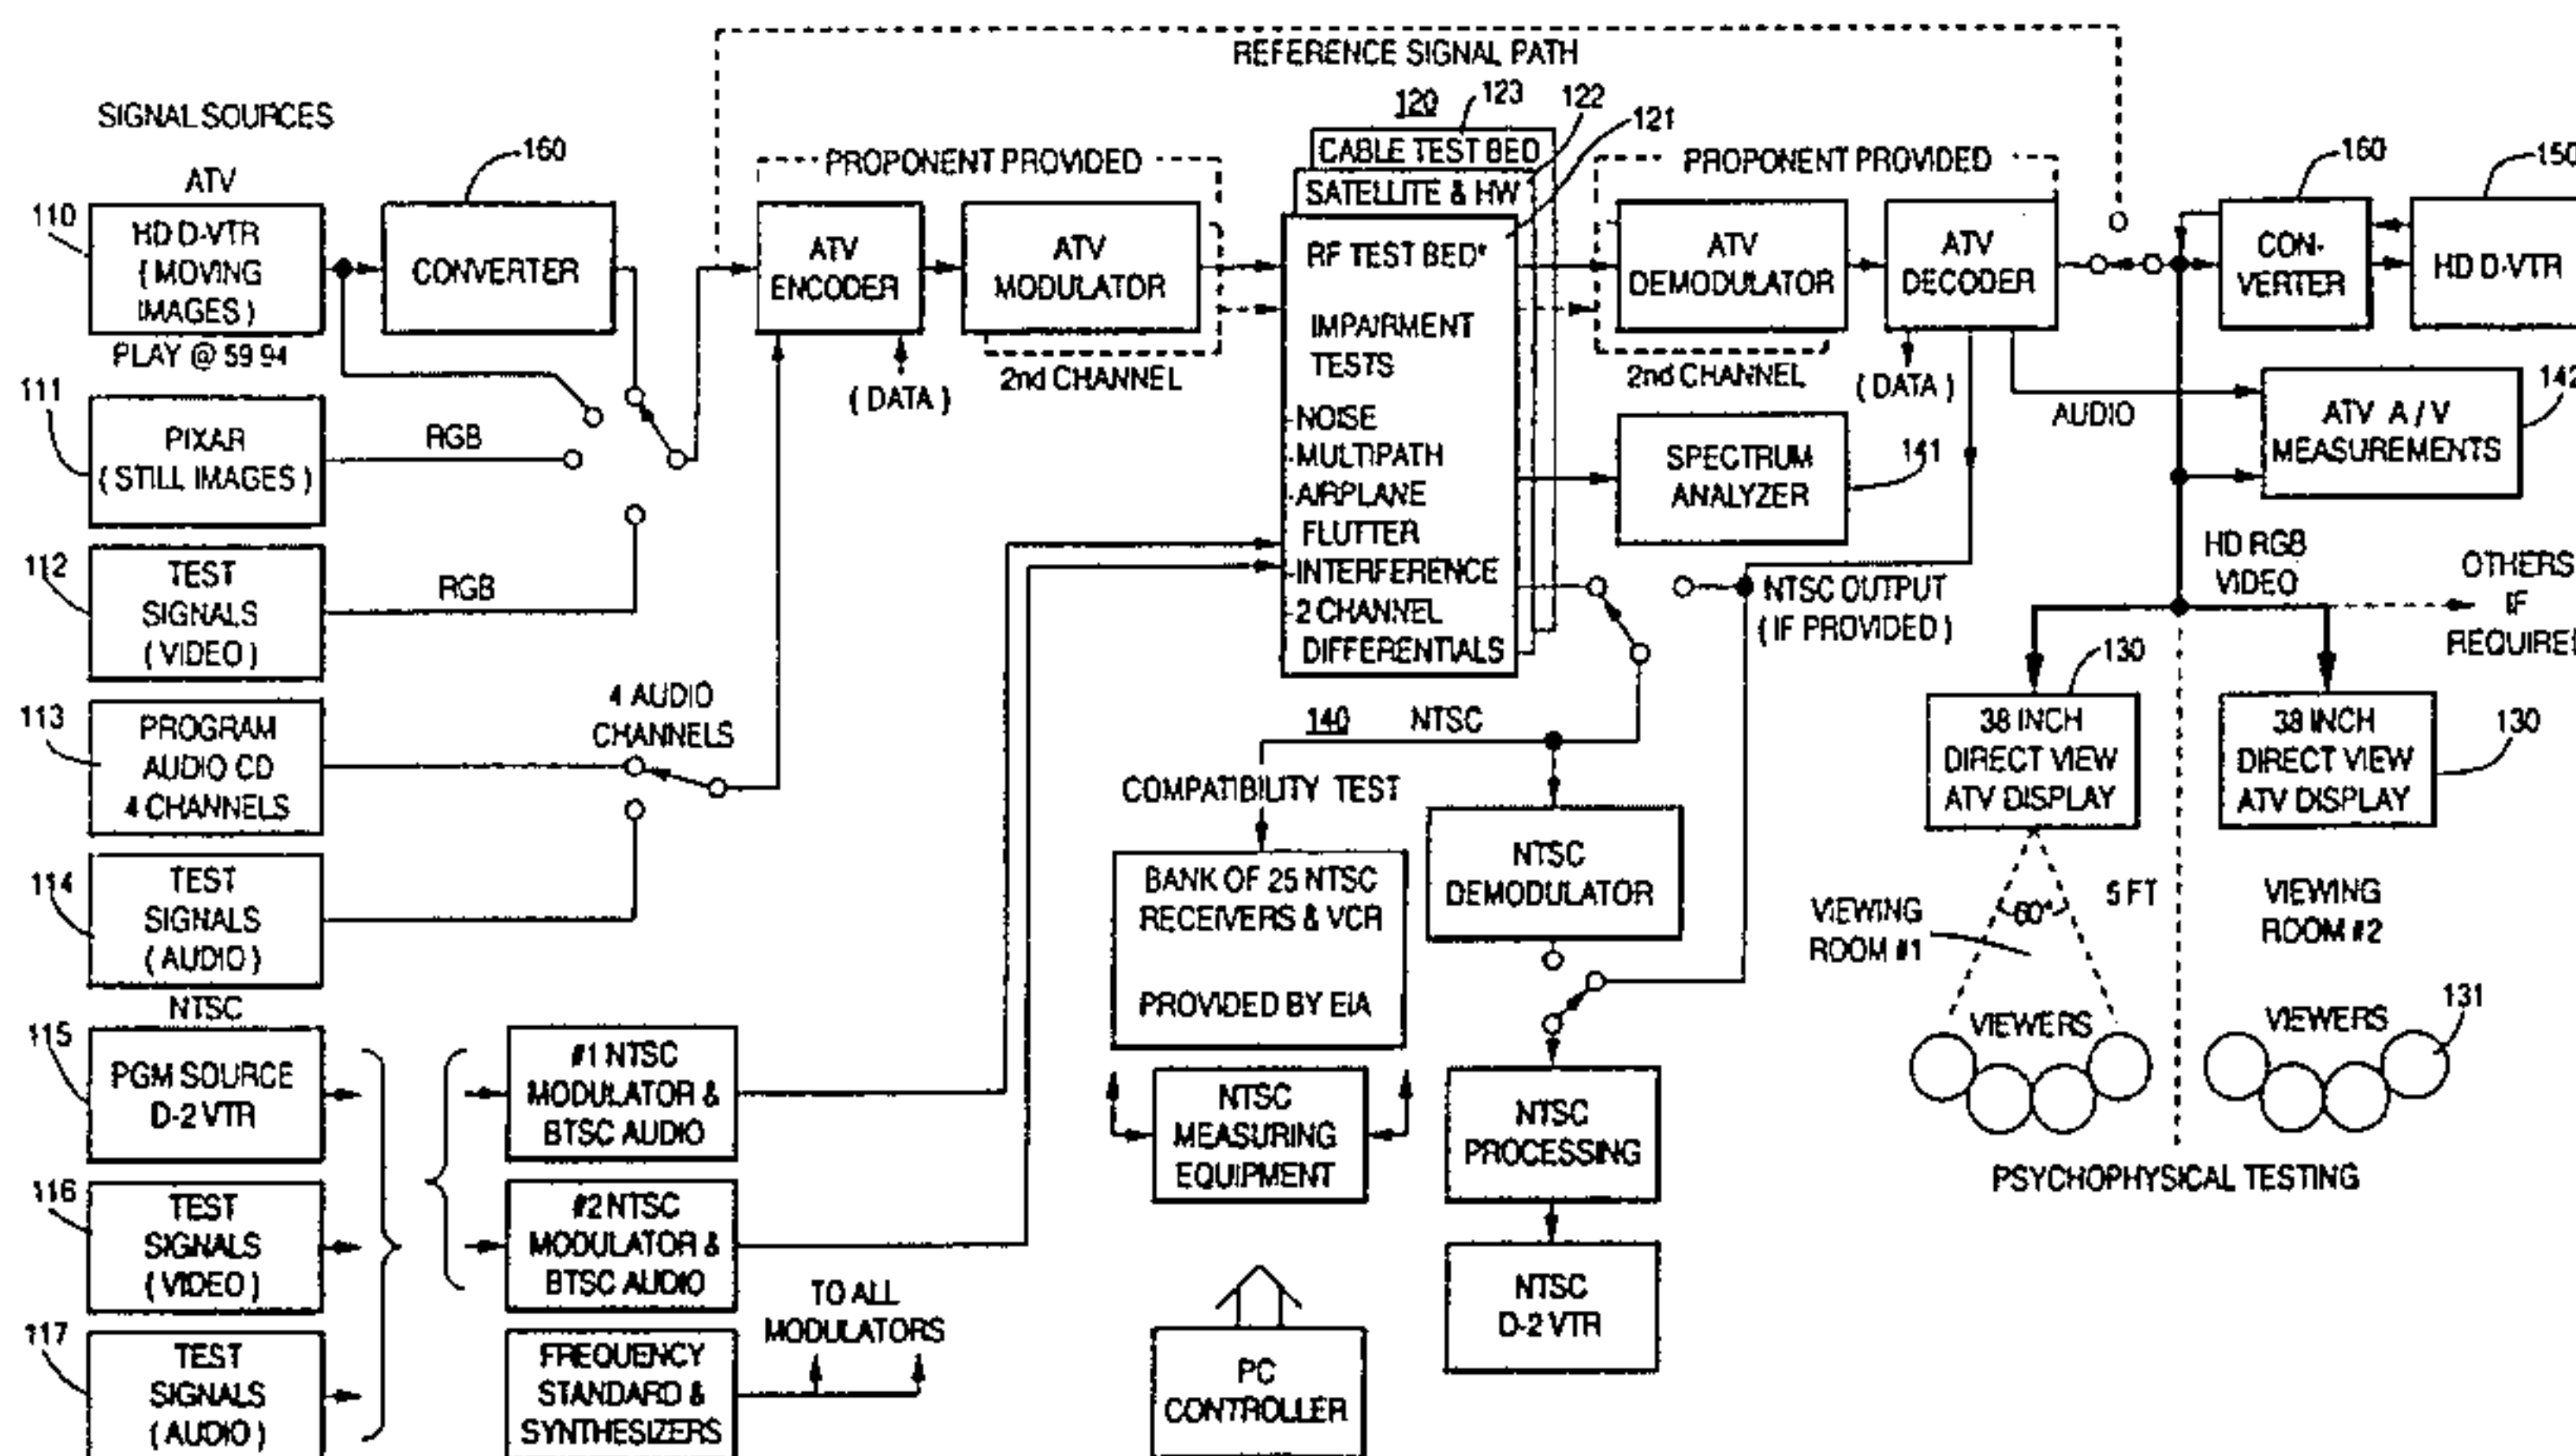 REFERENCE SIGNAL PATH
SIGNAL SOURCES
ATV
110
HD D-VTR
( MOVING
IMAGES )
PLAY @ 59 94
160
CONVERTER
111
PIXAR
( STILL IMAGES )
RGB
112
TEST
SIGNALS
( VIDEO )
RGB
113
PROGRAM
AUDIO CD
4 CHANNELS
4 AUDIO
CHANNELS
114
TEST
SIGNALS
( AUDIO )
NTSC
115
PGM SOURCE
D-2 VTR
116
TEST
SIGNALS
( VIDEO )
117
TEST
SIGNALS
( AUDIO )
#1 NTSC
MODULATOR &
BTSC AUDIO
#2 NTSC
MODULATOR &
BTSC AUDIO
FREQUENCY
STANDARD &
SYNTHESIZERS
TO ALL
MODULATORS
PROPONENT PROVIDED
ATV
ENCODER
ATV
MODULATOR
( DATA )
2nd CHANNEL
120
123
122
121
CABLE TEST BED
SATELLITE & HW
RF TEST BED*
IMPAIRMENT
TESTS
-NOISE
-MULTIPATH
-AIRPLANE
FLUTTER
-INTERFERENCE
-2 CHANNEL
DIFFERENTIALS
PROPONENT PROVIDED
ATV
DEMODULATOR
ATV
DECODER
2nd CHANNEL
( DATA )
AUDIO
SPECTRUM
ANALYZER
141
NTSC OUTPUT
( IF PROVIDED )
160
CON-
VERTER
150
HD D-VTR
142
ATV A / V
MEASUREMENTS
HD RGB
VIDEO
OTHERS
IF
REQUIRE
140
NTSC
COMPATIBILITY TEST
BANK OF 25 NTSC
RECEIVERS & VCR
PROVIDED BY EIA
NTSC
MEASURING
EQUIPMENT
NTSC
DEMODULATOR
NTSC
PROCESSING
NTSC
D-2 VTR
PC
CONTROLLER
130
38 INCH
DIRECT VIEW
ATV DISPLAY
130
38 INCH
DIRECT VIEW
ATV DISPLAY
60°
5 FT
VIEWING
ROOM #1
VIEWING
ROOM #2
VIEWERS
VIEWERS
131
PSYCHOPHYSICAL TESTING